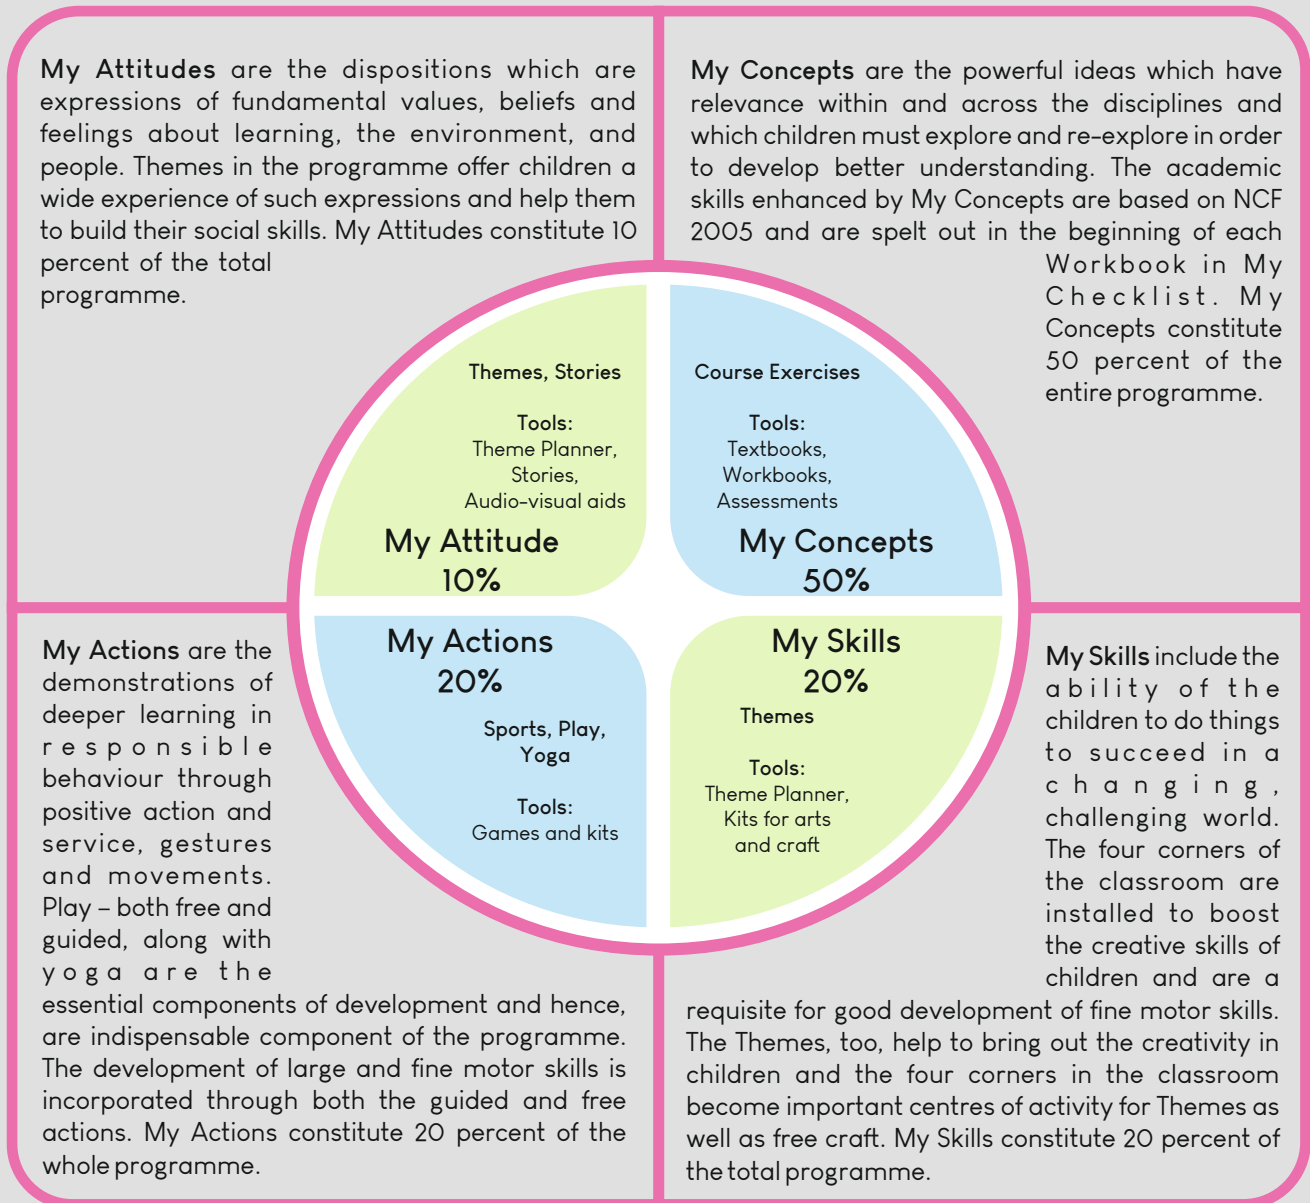 My Attitudes are the dispositions which are
expressions of fundamental values, beliefs and
feelings about learning, the environment, and
people. Themes in the programme offer children a
wide experience of such expressions and help them
to build their social skills. My Attitudes constitute 10
percent of the total
programme.
My Concepts are the powerful ideas which have
relevance within and across the disciplines and
which children must explore and re-explore in order
to develop better understanding. The academic
skills enhanced by My Concepts are based on NCF
2005 and are spelt out in the beginning of each
Workbook in My
Checklist. My
Concepts constitute
50 percent of the
entire programme.
Themes, Stories
Tools:
Theme Planner,
Stories,
Audio-visual aids
My Attitude
10%
Course Exercises
Tools:
Textbooks,
Workbooks,
Assessments
My Concepts
50%
My Actions
20%
Sports, Play,
Yoga
Tools:
Games and kits
My Skills
20%
Themes
Tools:
Theme Planner,
Kits for arts
and craft
My Actions are the
demonstrations of
deeper learning in
responsible
behaviour through
positive action and
service, gestures
and movements.
Play – both free and
guided, along with
yoga are the
essential components of development and hence,
are indispensable component of the programme.
The development of large and fine motor skills is
incorporated through both the guided and free
actions. My Actions constitute 20 percent of the
whole programme.
My Skills include the
ability of the
children to do things
to succeed in a
changing,
challenging world.
The four corners of
the classroom are
installed to boost
the creative skills of
children and are a
requisite for good development of fine motor skills.
The Themes, too, help to bring out the creativity in
children and the four corners in the classroom
become important centres of activity for Themes as
well as free craft. My Skills constitute 20 percent of
the total programme.